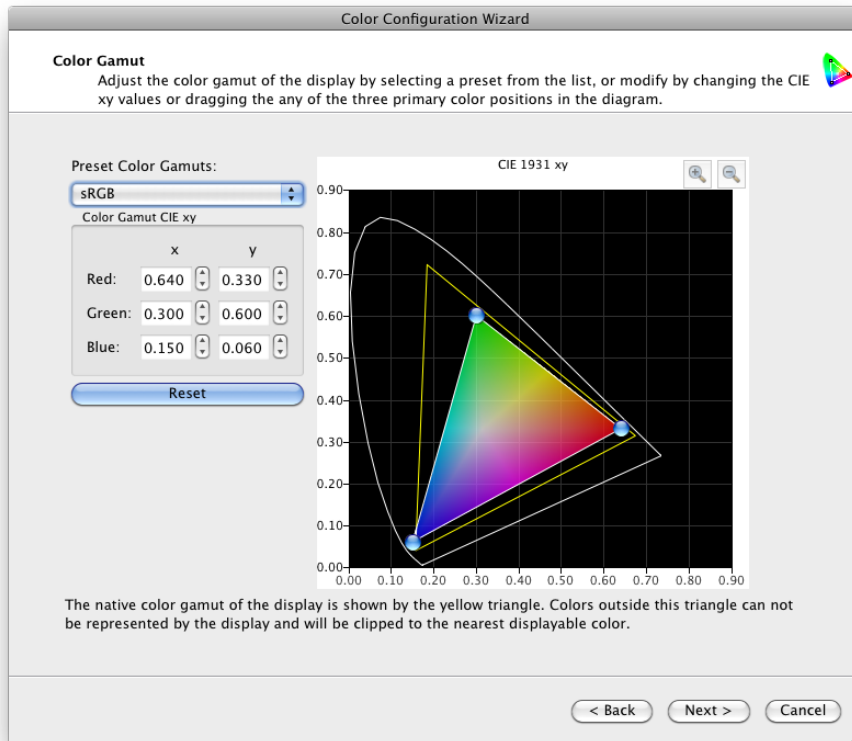 Color Configuration Wizard
Color Gamut
Adjust the color gamut of the display by selecting a preset from the list, or modify by changing the CIE
xy values or dragging the any of the three primary color positions in the diagram.
Preset Color Gamuts:
sRGB
Color Gamut CIE xy
x y
Red: 0.640 0.330
Green: 0.300 0.600
Blue: 0.150 0.060
Reset
CIE 1931 xy
0.90
0.80
0.70
0.60
0.50
0.40
0.30
0.20
0.10
0.00
0.00 0.10 0.20 0.30 0.40 0.50 0.60 0.70 0.80 0.90
The native color gamut of the display is shown by the yellow triangle. Colors outside this triangle can not
be represented by the display and will be clipped to the nearest displayable color.
< Back Next > Cancel